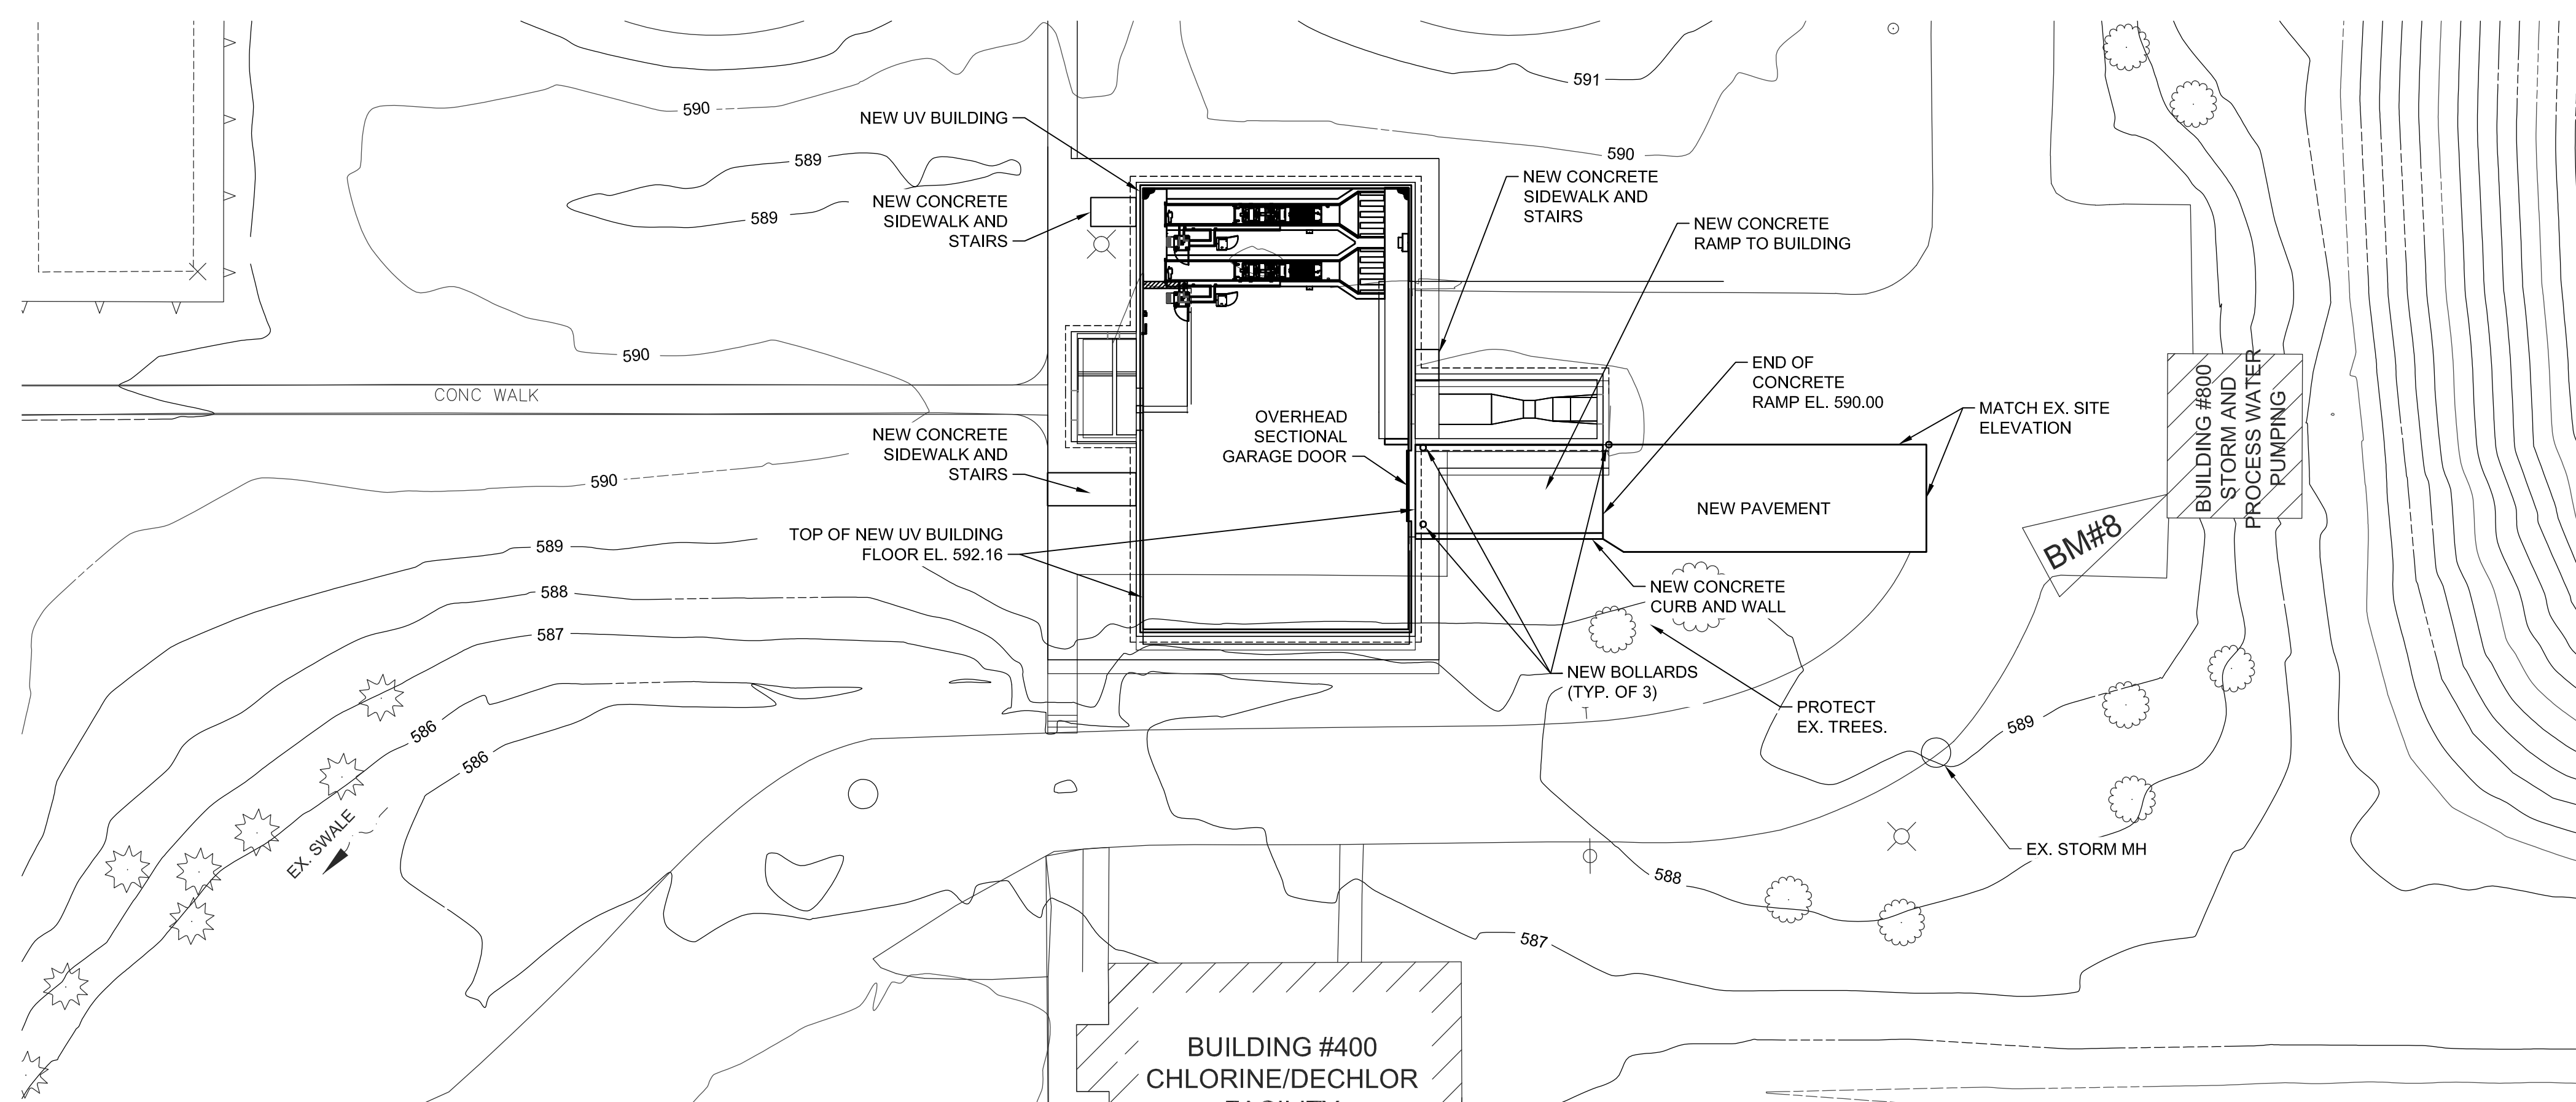 591
590
590
NEW UV BUILDING
589
NEW CONCRETE
SIDEWALK AND
STAIRS
589
NEW CONCRETE
SIDEWALK AND
STAIRS
NEW CONCRETE
RAMP TO BUILDING
590
CONC WALK
END OF
CONCRETE
RAMP EL. 590.00
MATCH EX. SITE
ELEVATION
BUILDING #800
STORM AND
PROCESS WATER
PUMPING
OVERHEAD
SECTIONAL
GARAGE DOOR
NEW CONCRETE
SIDEWALK AND
STAIRS
590
NEW PAVEMENT
BM#8
TOP OF NEW UV BUILDING
FLOOR EL. 592.16
589
588
587
NEW CONCRETE
CURB AND WALL
NEW BOLLARDS
(TYP. OF 3)
T
PROTECT
EX. TREES.
589
586
586
EX. SWALE
EX. STORM MH
588
587
BUILDING #400
CHLORINE/DECHLOR